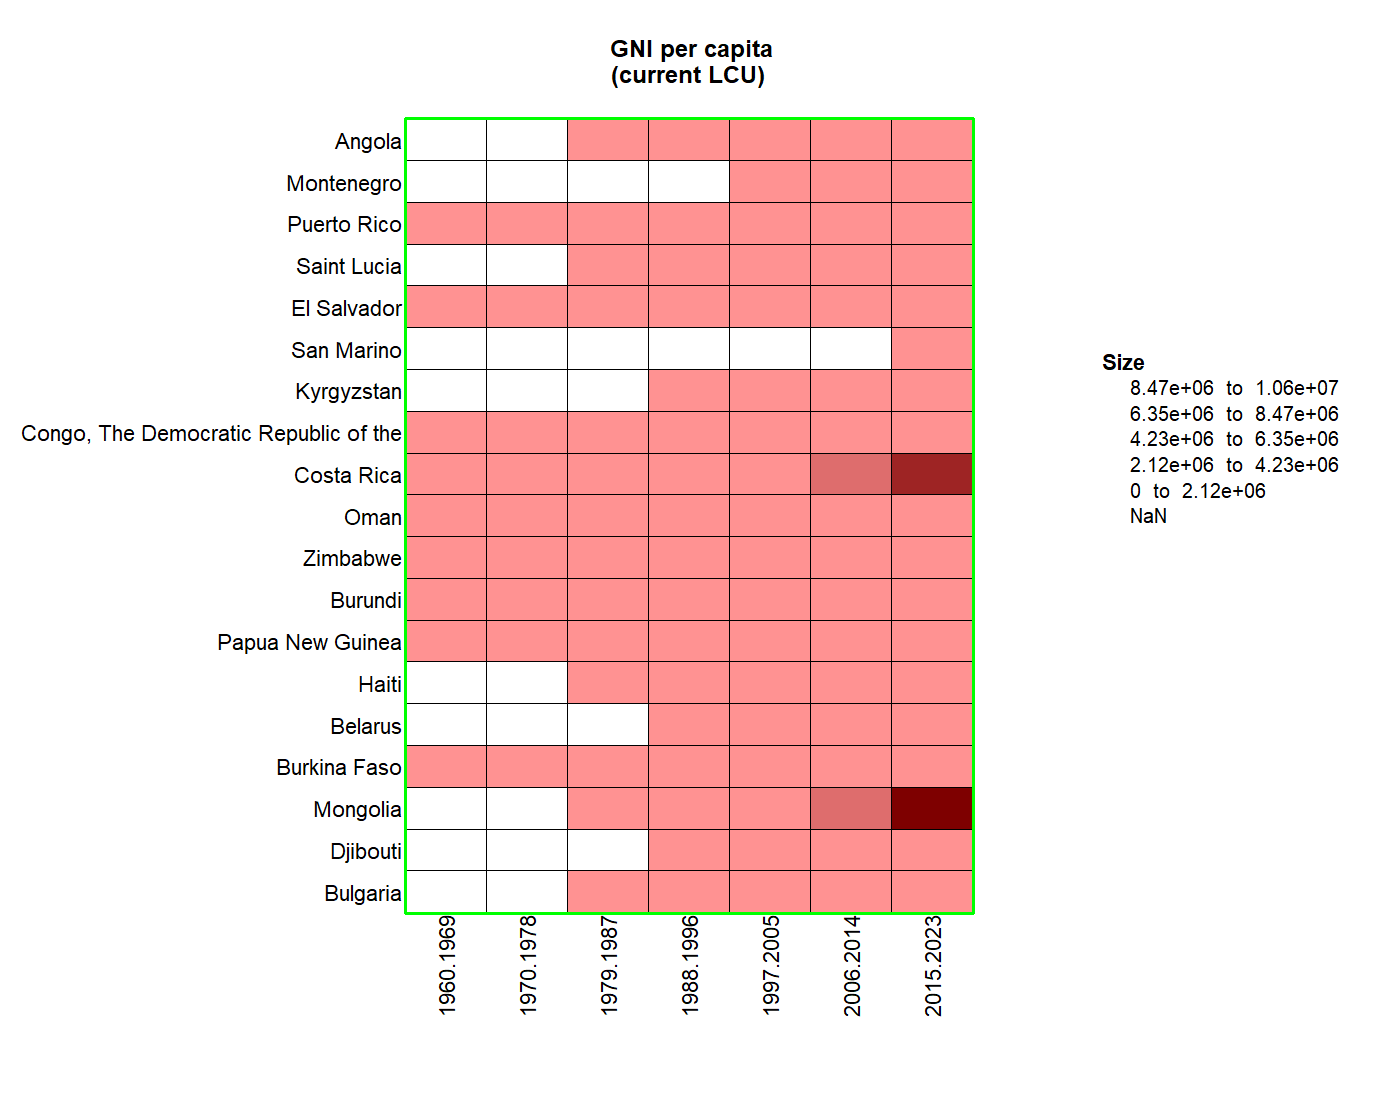 GNI per capita
(current LCU)
Angola
Montenegro
Puerto Rico
Saint Lucia
El Salvador
San Marino
Kyrgyzstan
Congo, The Democratic Republic of the
Costa Rica
Oman
Zimbabwe
Burundi
Papua New Guinea
Haiti
Belarus
Burkina Faso
Mongolia
Djibouti
Bulgaria
1960.1969
1970.1978
1979.1987
1988.1996
1997.2005
2006.2014
2015.2023
Size
8.47e+06 to 1.06e+07
6.35e+06 to 8.47e+06
4.23e+06 to 6.35e+06
2.12e+06 to 4.23e+06
0 to 2.12e+06
NaN